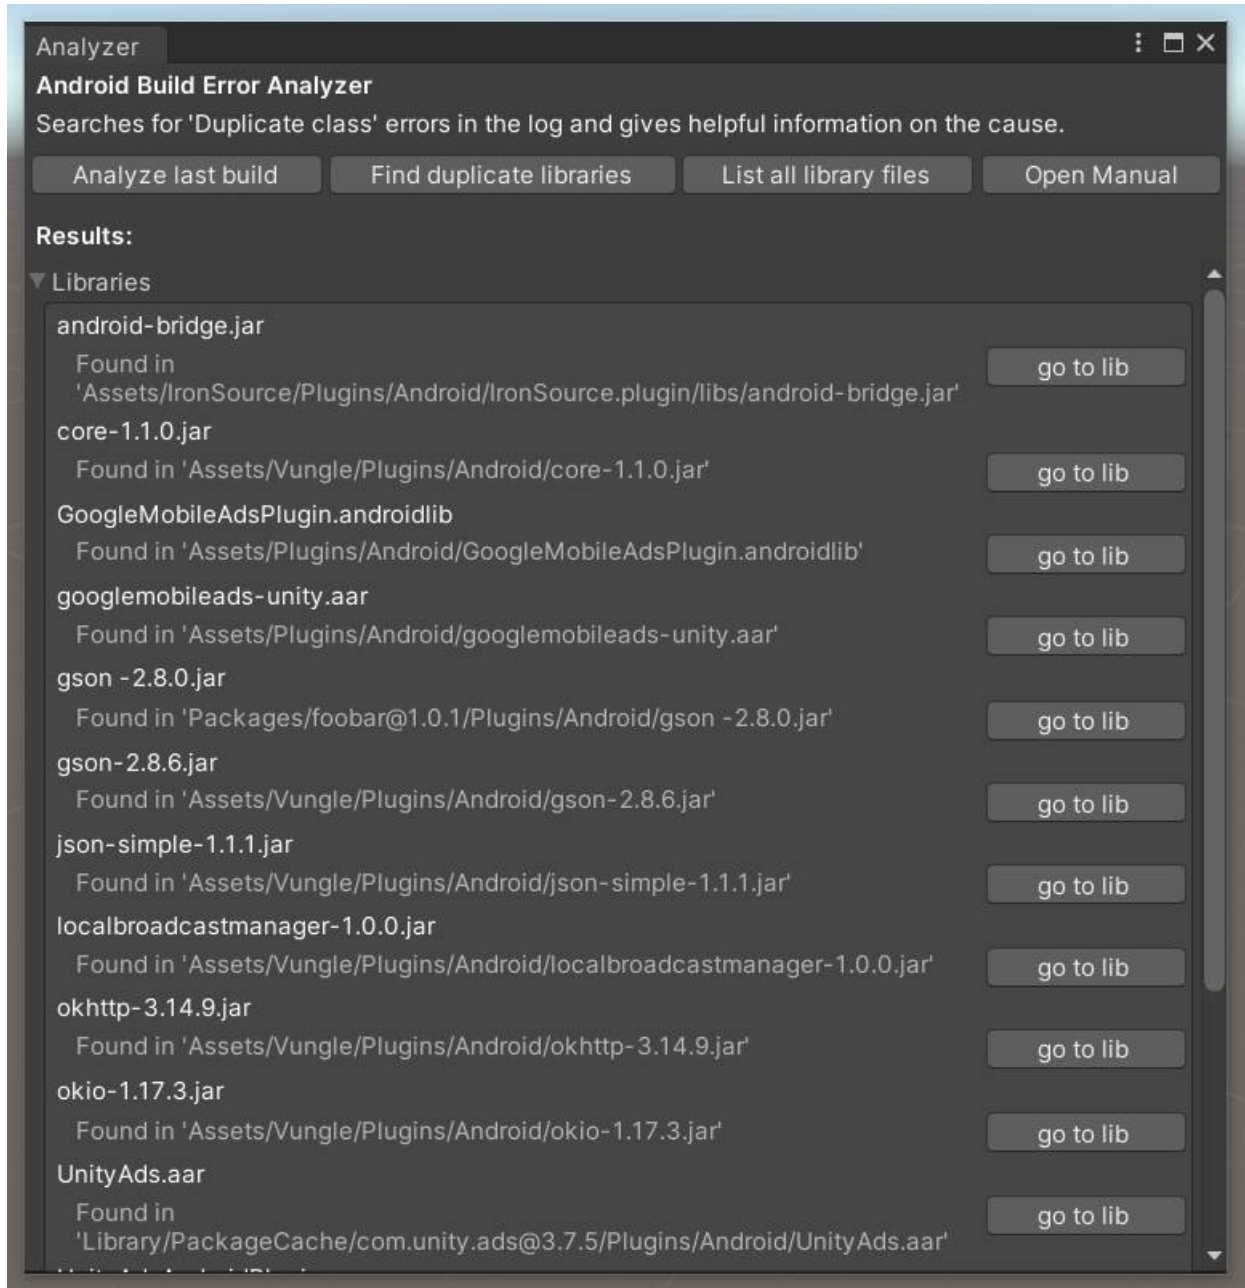 Analyzer
Android Build Error Analyzer
Searches for 'Duplicate class' errors in the log and gives helpful information on the cause.
Analyze last build Find duplicate libraries List all library files Open Manual
Results:
Libraries
android-bridge.jar
Found in
'Assets/IronSource/Plugins/Android/IronSource.plugin/libs/android-bridge.jar' go to lib
core-1.1.0.jar
Found in 'Assets/Vungle/Plugins/Android/core-1.1.0.jar' go to lib
GoogleMobileAdsPlugin.androidlib
Found in 'Assets/Plugins/Android/GoogleMobileAdsPlugin.androidlib' go to lib
googlemobileads-unity.aar
Found in 'Assets/Plugins/Android/googlemobileads-unity.aar' go to lib
gson -2.8.0.jar
Found in 'Packages/foobar@1.0.1/Plugins/Android/gson -2.8.0.jar' go to lib
gson-2.8.6.jar
Found in 'Assets/Vungle/Plugins/Android/gson-2.8.6.jar' go to lib
json-simple-1.1.1.jar
Found in 'Assets/Vungle/Plugins/Android/json-simple-1.1.1.jar' go to lib
localbroadcastmanager-1.0.0.jar
Found in 'Assets/Vungle/Plugins/Android/localbroadcastmanager-1.0.0.jar' go to lib
okhttp-3.14.9.jar
Found in 'Assets/Vungle/Plugins/Android/okhttp-3.14.9.jar' go to lib
okio-1.17.3.jar
Found in 'Assets/Vungle/Plugins/Android/okio-1.17.3.jar' go to lib
UnityAds.aar
Found in
'Library/PackageCache/com.unity.ads@3.7.5/Plugins/Android/UnityAds.aar' go to lib